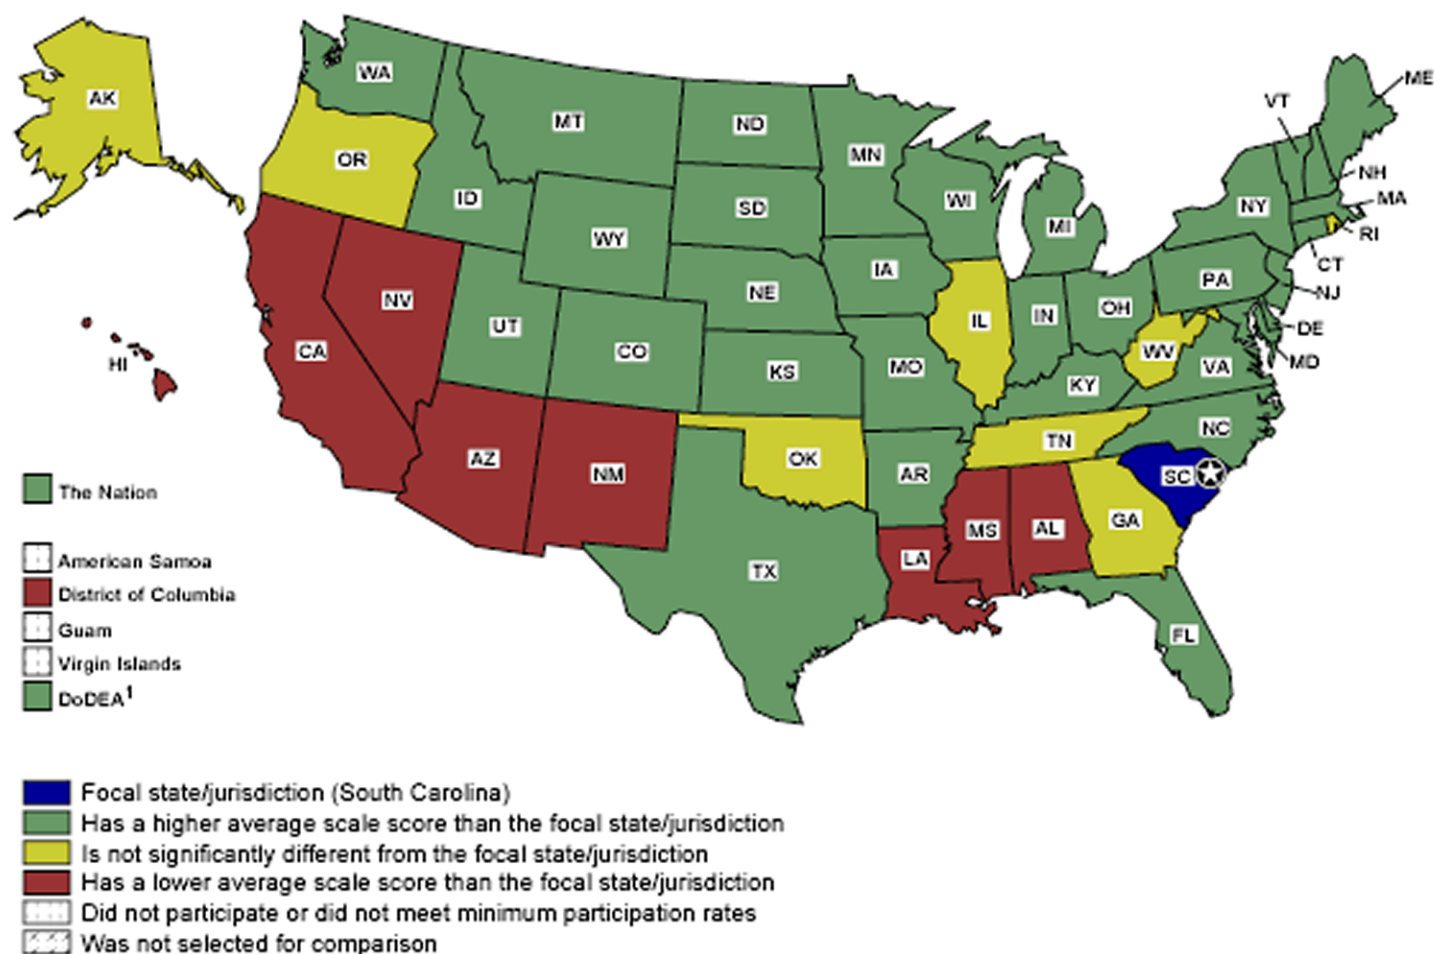 WA
ME
VT
AK
MT
ND
MN
OR
NH
ID
SD
WI
MI
NY
MA
RI
WY
CT
IA
PA
NJ
NV
NE
IL
IN
OH
UT
DE
CA
CO
KS
MO
WV
VA
MD
HI
KY
NC
TN
AZ
NM
OK
AR
SC
MS
AL
GA
LA
TX
FL
The Nation
American Samoa
District of Columbia
Guam
Virgin Islands
DoDEA1
Focal state/jurisdiction (South Carolina)
Has a higher average scale score than the focal state/jurisdiction
Is not significantly different from the focal state/jurisdiction
Has a lower average scale score than the focal state/jurisdiction
Did not participate or did not meet minimum participation rates
Was not selected for comparison